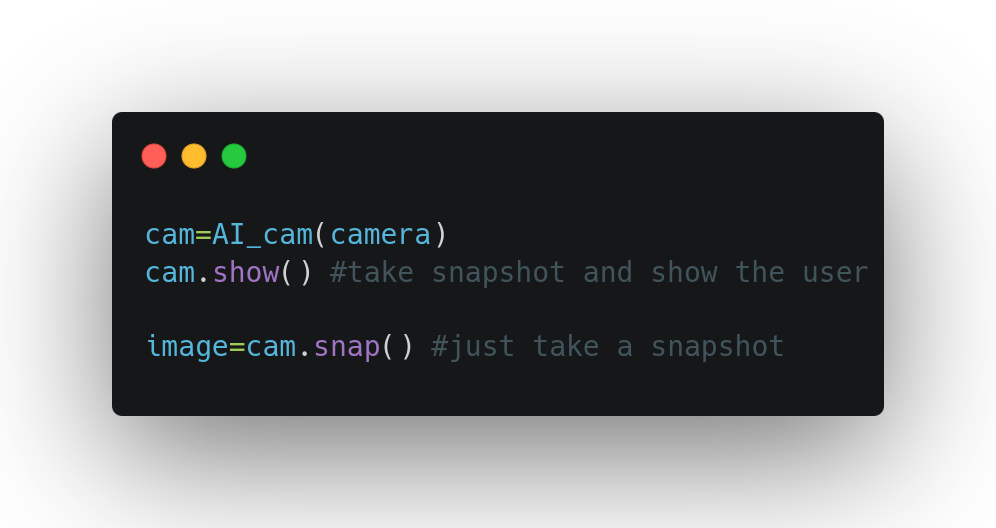 cam=AI_cam(camera)
cam.show() #take snapshot and show the user
image=cam.snap() #just take a snapshot